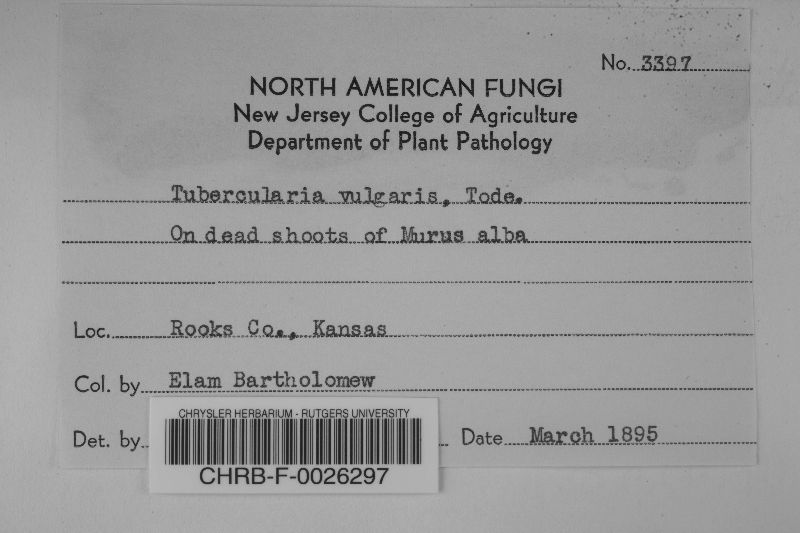 No. 3397
NORTH AMERICAN FUNGI
New Jersey College of Agriculture
Department of Plant Pathology
Tubercularia vulgaris, Tode.
On dead shoots of Murus alba
Loc. Rooks Co., Kansas
Col. by Elam Bartholomew
Det. by Date March 1895
CHRYSLER HERBARIUM - RUTGERS UNIVERSITY
CHRB-F-0026297